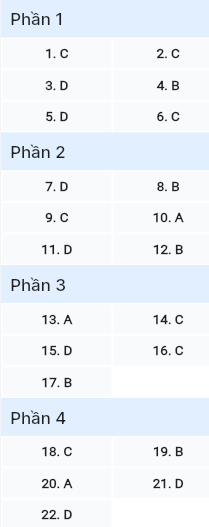 Phần 1
1. C 2. C
3. D 4. B
5. D 6. C
Phần 2
7. D 8. B
9. C 10. A
11. D 12. B
Phần 3
13. A 14. C
15. D 16. C
17. B
Phần 4
18. C 19. B
20. A 21. D
22. D